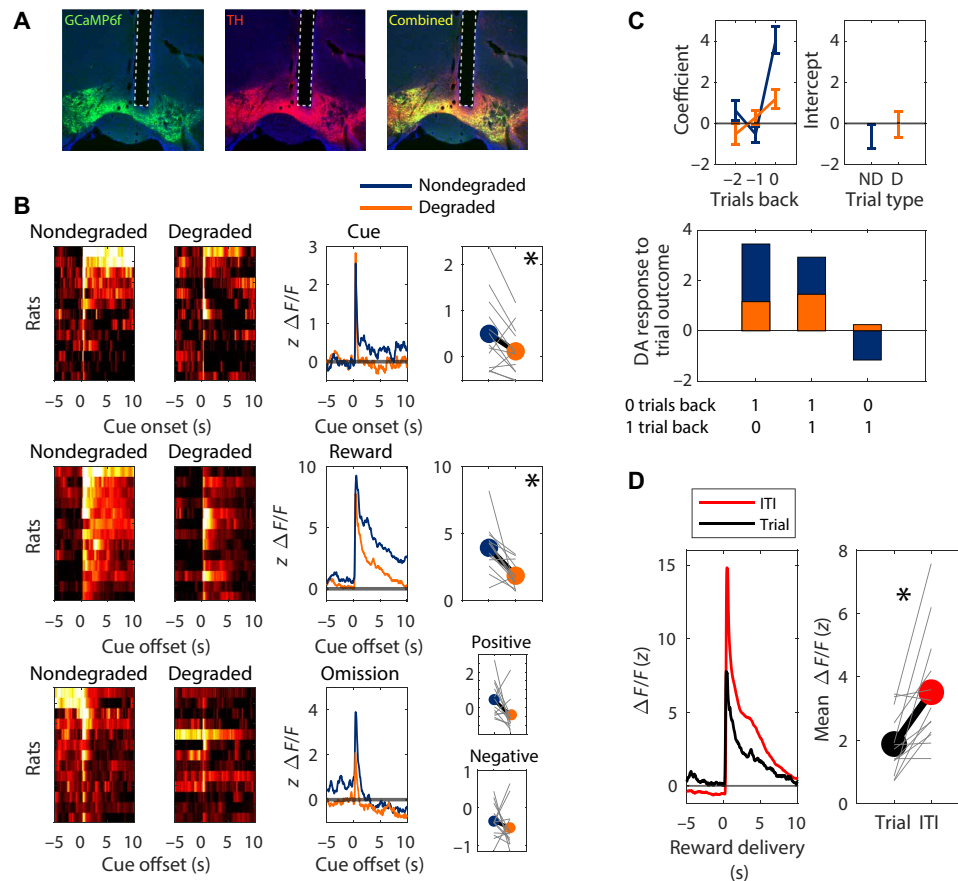 A
GCaMP6f
TH
Combined
Nondegraded
Degraded
B
Nondegraded
Degraded
Rats
−5 0 5 10
−5 0 5 10
Cue onset (s)
Cue
z ΔF/F
3
2
1
0
−5 0 5 10
Cue onset (s)
*
2
1
0
Nondegraded
Degraded
Rats
−5 0 5 10
−5 0 5 10
Cue offset (s)
Reward
z ΔF/F
10
5
0
−5 0 5 10
Cue offset (s)
*
10
5
0
Nondegraded
Degraded
Rats
−5 0 5 10
−5 0 5 10
Cue offset (s)
Omission
z ΔF/F
4
2
0
−5 0 5 10
Cue offset (s)
Positive
2
1
0
Negative
1
0
−1
C
Coefficient
4
2
0
−2
−2 −1 0
Trials back
Intercept
4
2
0
−2
ND D
Trial type
DA response to
trial outcome
4
2
0
−2
0 trials back 1 1 0
1 trial back 0 1 1
D
ITI
Trial
ΔF/F (z)
15
10
5
0
−5 0 5 10
Reward delivery
(s)
Mean ΔF/F (z)
8
6
4
2
0
*
Trial ITI